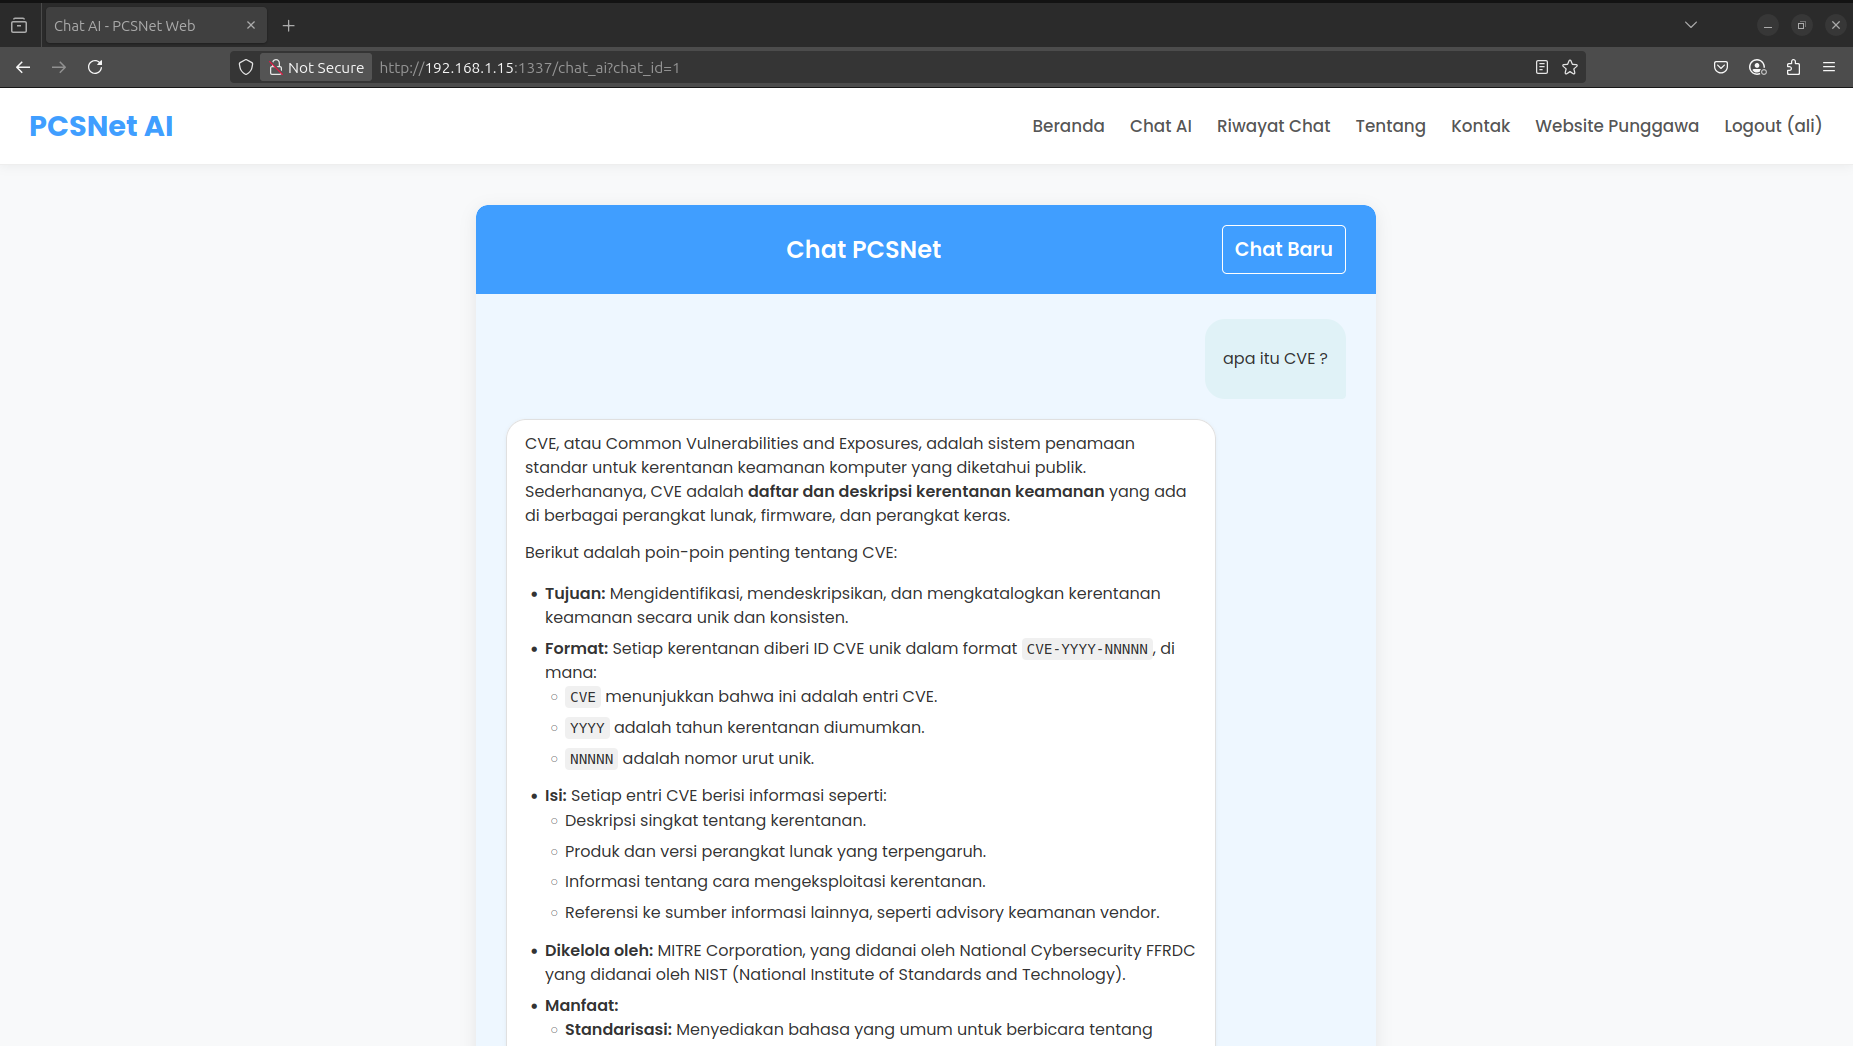 Chat AI - PCSNet Web
Not Secure http://192.168.1.15:1337/chat_ai?chat_id=1
PCSNet AI
Beranda Chat AI Riwayat Chat Tentang Kontak Website Punggawa Logout (ali)
Chat PCSNet
Chat Baru
apa itu CVE ?
CVE, atau Common Vulnerabilities and Exposures, adalah sistem penamaan
standar untuk kerentanan keamanan komputer yang diketahui publik.
Sederhananya, CVE adalah daftar dan deskripsi kerentanan keamanan yang ada
di berbagai perangkat lunak, firmware, dan perangkat keras.
Berikut adalah poin-poin penting tentang CVE:
• Tujuan: Mengidentifikasi, mendeskripsikan, dan mengkatalogkan kerentanan
keamanan secara unik dan konsisten.
• Format: Setiap kerentanan diberi ID CVE unik dalam format CVE-YYYY-NNNNN, di
mana:
○ CVE menunjukkan bahwa ini adalah entri CVE.
○ YYYY adalah tahun kerentanan diumumkan.
○ NNNNN adalah nomor urut unik.
• Isi: Setiap entri CVE berisi informasi seperti:
○ Deskripsi singkat tentang kerentanan.
○ Produk dan versi perangkat lunak yang terpengaruh.
○ Informasi tentang cara mengeksploitasi kerentanan.
○ Referensi ke sumber informasi lainnya, seperti advisory keamanan vendor.
• Dikelola oleh: MITRE Corporation, yang didanai oleh National Cybersecurity FFRDC
yang didanai oleh NIST (National Institute of Standards and Technology).
• Manfaat:
○ Standarisasi: Menyediakan bahasa yang umum untuk berbicara tentang